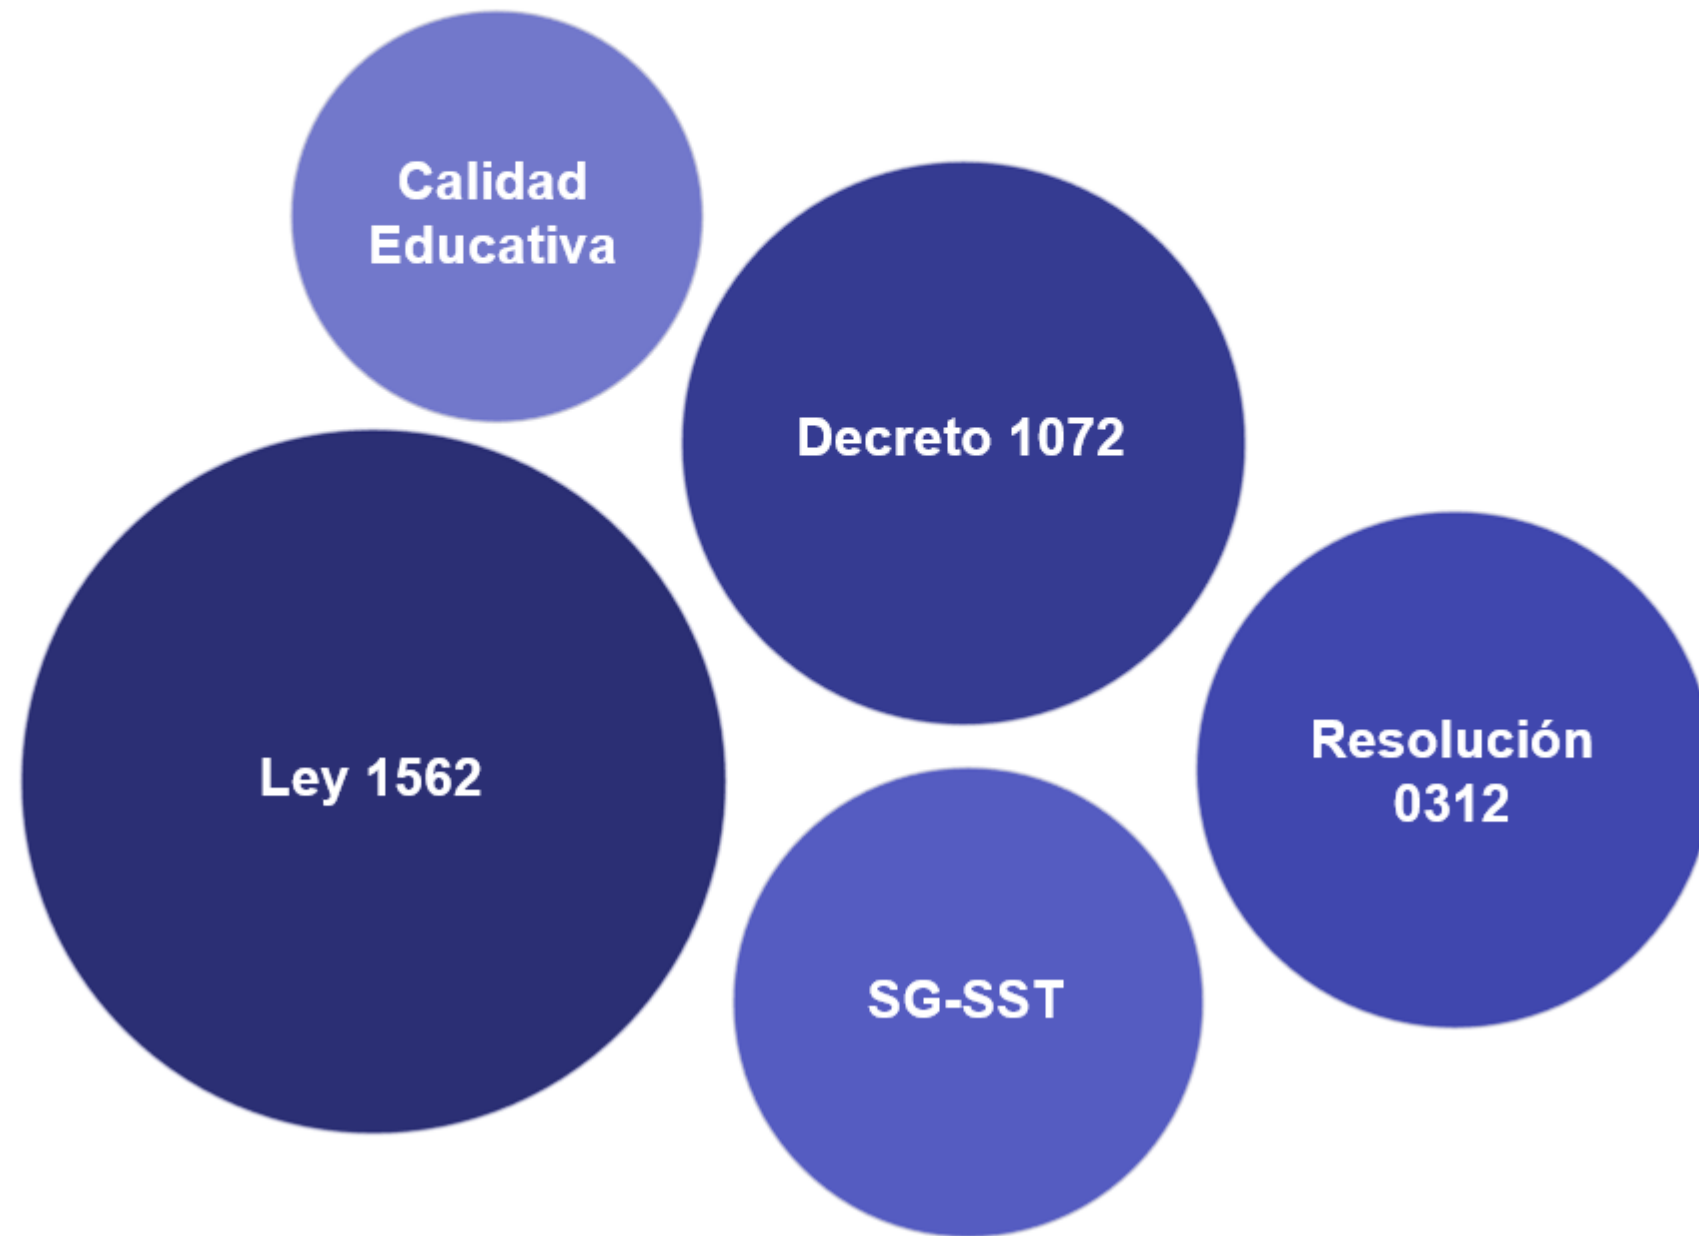 Calidad
Educativa
Decreto 1072
Ley 1562
Resolución
0312
SG-SST